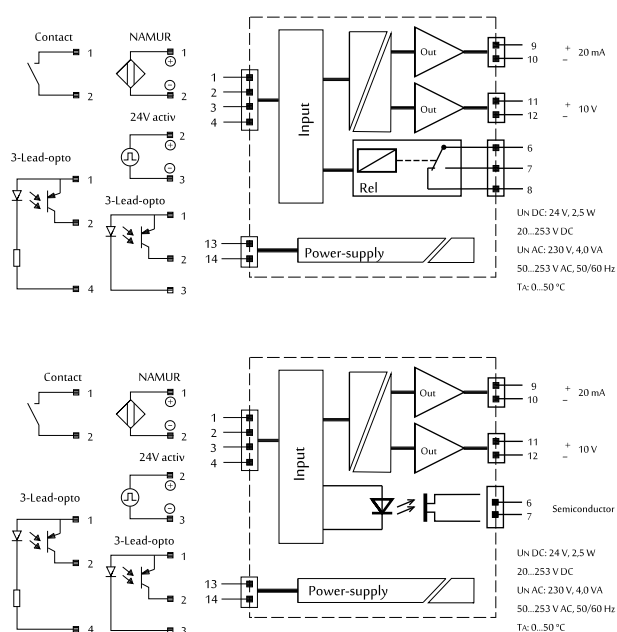 Contact NAMUR
1 1
2 2
24V activ
2
3
3-Lead-opto
1
2
4
3-Lead-opto
1
2
3
1
2
3
4
Input
Out
Out
Rel
9 + 20 mA
10 –
11 + 10 V
12 –
6
7
8
13
14
Power-supply
UN DC: 24 V, 2,5 W
20...253 V DC
UN AC: 230 V, 4,0 VA
50...253 V AC, 50/60 Hz
TA: 0...50 °C
Contact NAMUR
1 1
2 2
24V activ
2
3
3-Lead-opto
1
2
4
3-Lead-opto
1
2
3
1
2
3
4
Input
Out
Out
9 + 20 mA
10 –
11 + 10 V
12 –
6
7
Semiconductor
13
14
Power-supply
UN DC: 24 V, 2,5 W
20...253 V DC
UN AC: 230 V, 4,0 VA
50...253 V AC, 50/60 Hz
TA: 0...50 °C